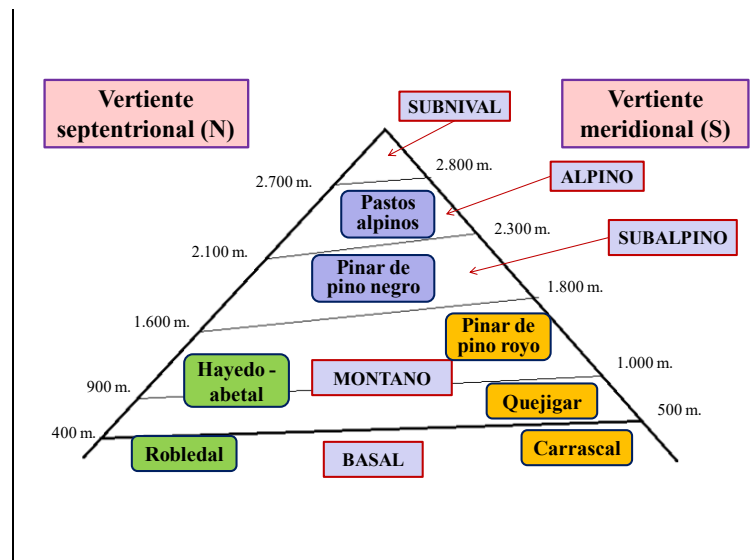 Vertiente
septentrional (N)
SUBNIVAL
Vertiente
meridional (S)
2.700 m.
2.800 m.
ALPINO
Pastos
alpinos
2.100 m.
2.300 m.
SUBALPINO
Pinar de
pino negro
1.600 m.
1.800 m.
Pinar de
pino royo
Hayedo -
abetal
MONTANO
900 m.
1.000 m.
Quejigar
400 m.
500 m.
Robledal
BASAL
Carrascal